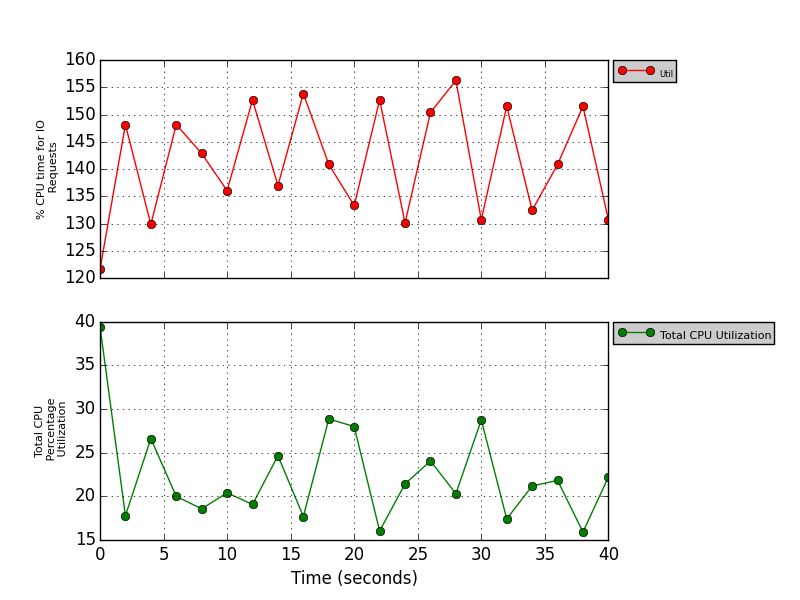 160
155
150
145
140
135
130
125
120
% CPU time for IO
Requests
Util
40
35
30
25
20
15
Total CPU
Percentage
Utilization
Total CPU Utilization
0 5 10 15 20 25 30 35 40
Time (seconds)